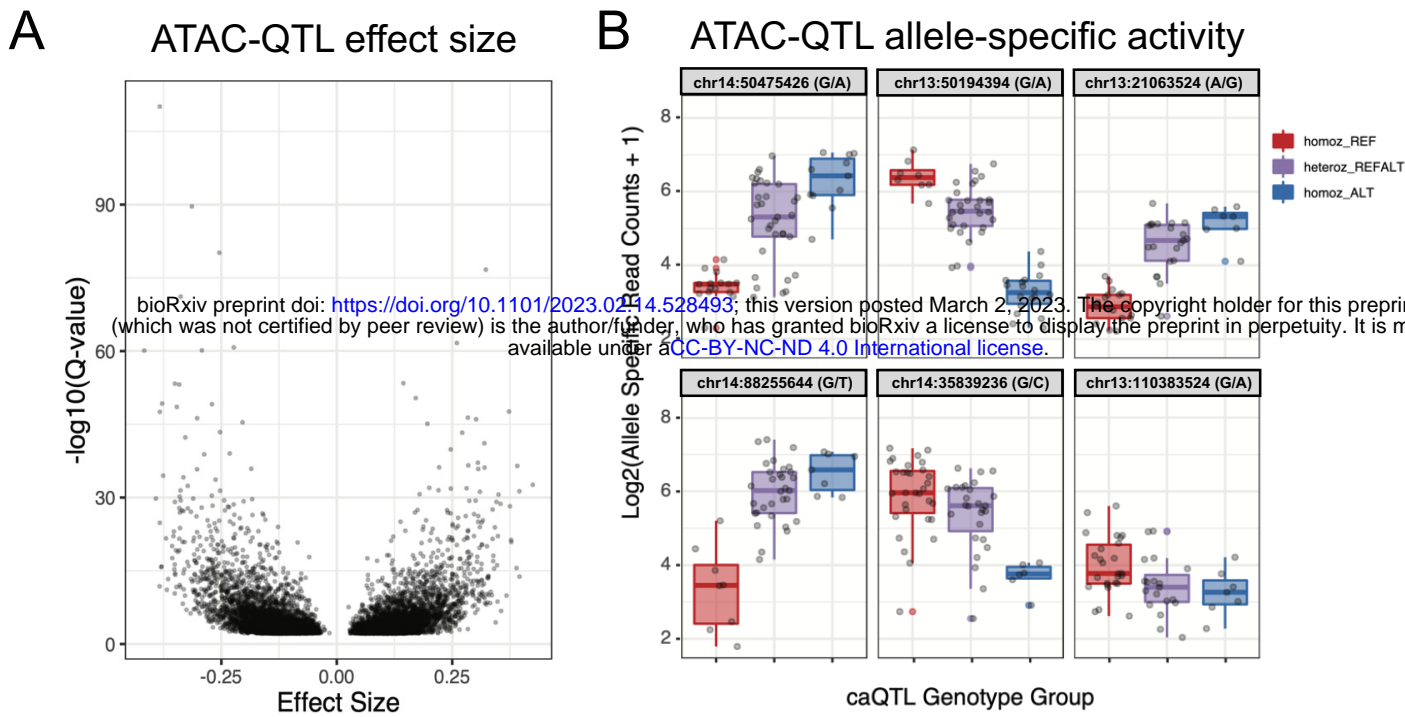 A
ATAC-QTL effect size
-log10(Q-value)
90
60
30
0
-0.25
0.00
0.25
Effect Size
B
ATAC-QTL allele-specific activity
Log2(Allele Specific Read Counts + 1)
chr14:50475426 (G/A)
chr13:50194394 (G/A)
chr13:21063524 (A/G)
8
6
4
homoz_REF
heteroz_REFALT
homoz_ALT
bioRxiv preprint doi: https://doi.org/10.1101/2023.02.14.528493; this version posted March 2, 2023. The copyright holder for this
(which was not certified by peer review) is the author/funder, who has granted bioRxiv a license to display the preprint in perpetuity. It is
available under aCC-BY-NC-ND 4.0 International license.
chr14:88255644 (G/T)
chr14:35839236 (G/C)
chr13:110383524 (G/A)
8
6
4
2
caQTL Genotype Group